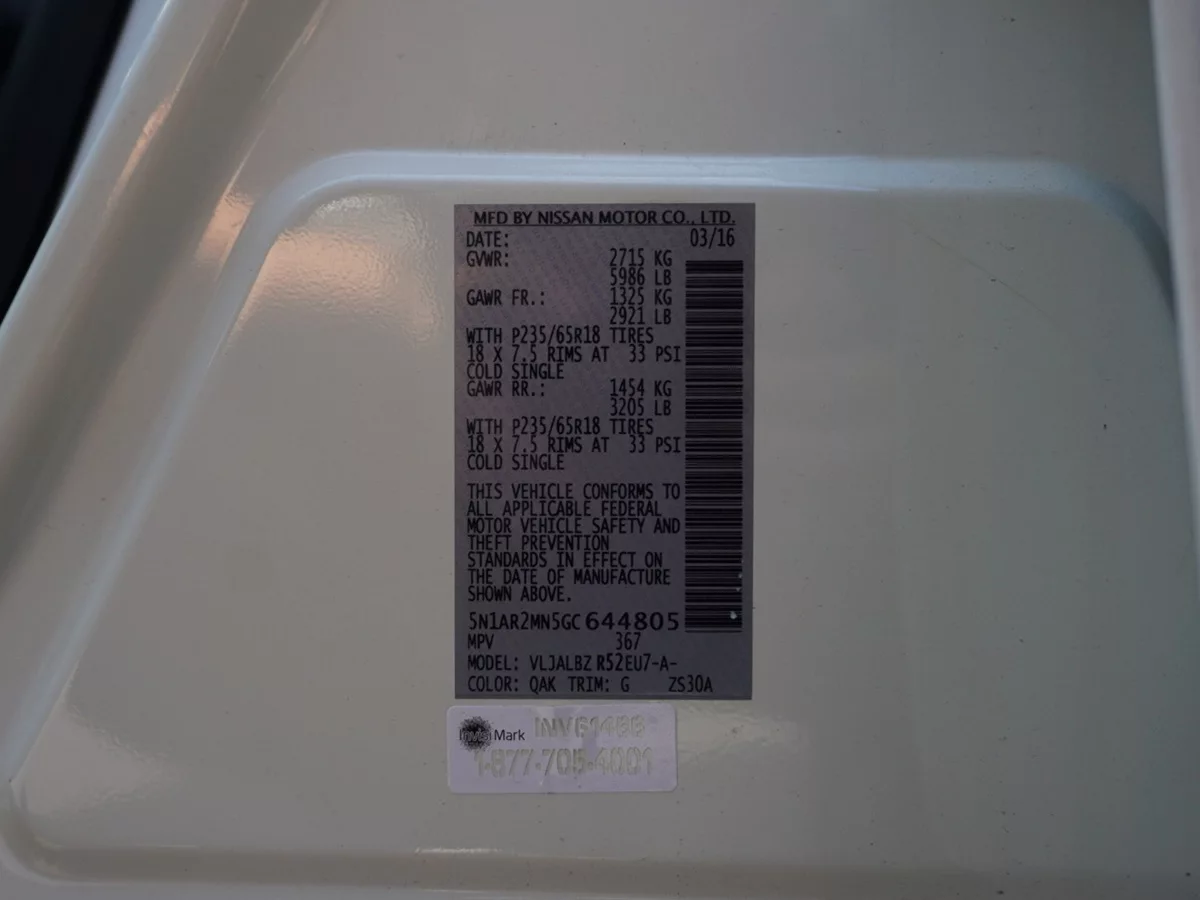 MFD BY NISSAN MOTOR CO., LTD.
DATE: 03/16
GVWR: 2715 KG
5986 LB
GAWR FR.: 1325 KG
2921 LB
WITH P235/65R18 TIRES
18 X 7.5 RIMS AT 33 PSI
COLD SINGLE
GAWR RR.: 1454 KG
3205 LB
WITH P235/65R18 TIRES
18 X 7.5 RIMS AT 33 PSI
COLD SINGLE
THIS VEHICLE CONFORMS TO
ALL APPLICABLE FEDERAL
MOTOR VEHICLE SAFETY AND
THEFT PREVENTION
STANDARDS IN EFFECT ON
THE DATE OF MANUFACTURE
SHOWN ABOVE.
5N1AR2MN5GC644805
MPV 367
MODEL: VLJALBZ R52EU7-A-
COLOR: QAK TRIM: G ZS30A
Mark
1-877-705-4001